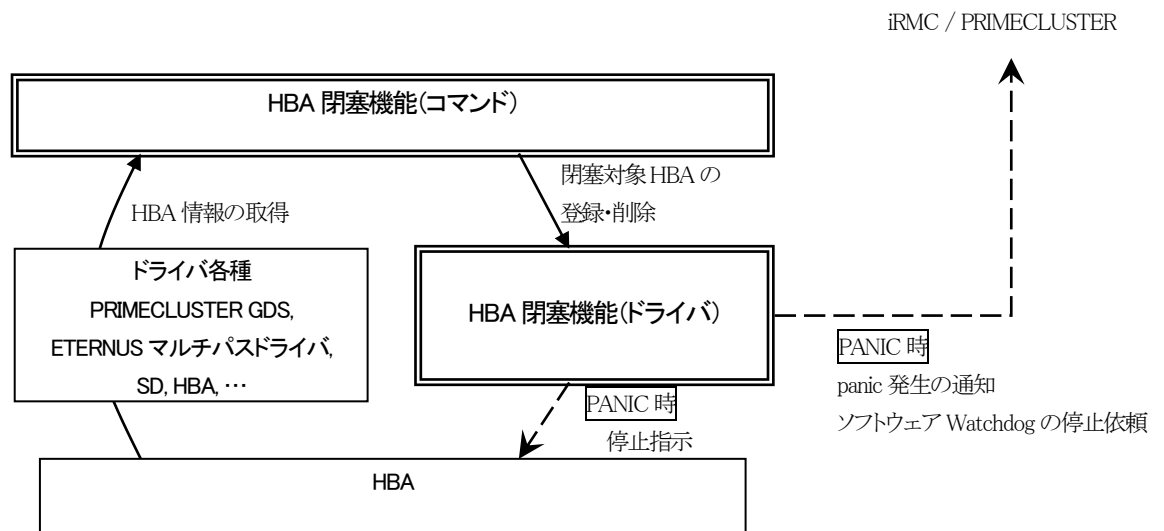 iRMC / PRIMECLUSTER
HBA 閉塞機能(コマンド)
閉塞対象 HBA の
登録・削除
HBA 情報の取得
ドライバ各種
PRIMECLUSTER GDS,
ETERNUS マルチパスドライバ,
SD, HBA, …
HBA 閉塞機能(ドライバ)
PANIC 時
panic 発生の通知
ソフトウェア Watchdog の停止依頼
PANIC 時
停止指示
HBA